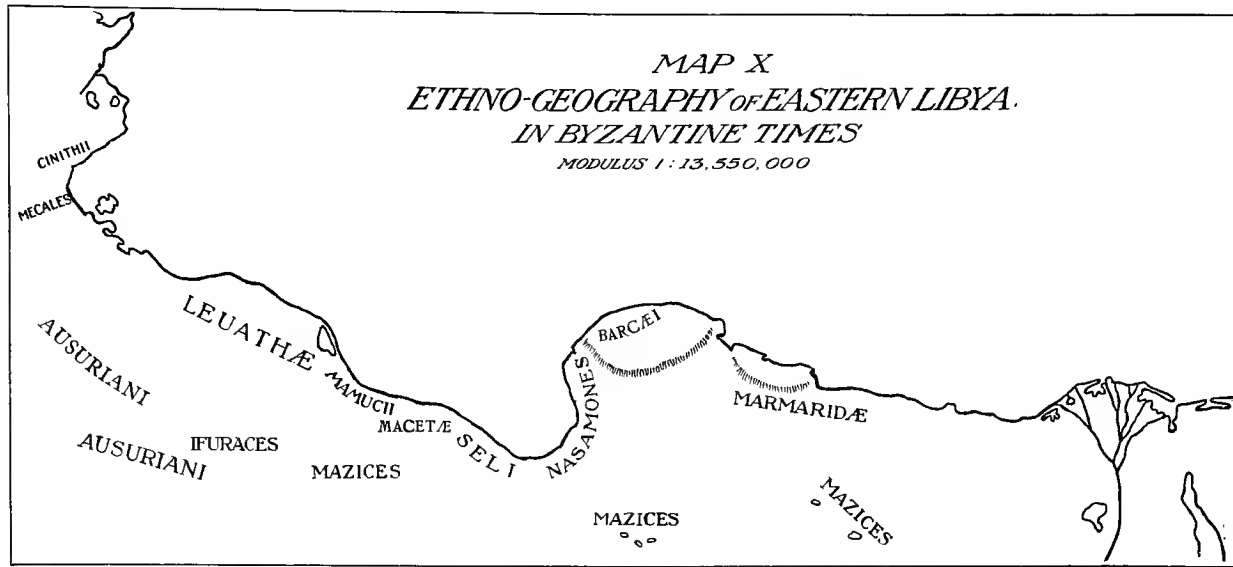 MAP X
ETHNO-GEOGRAPHY OF EASTERN LIBYA.
IN BYZANTINE TIMES
MODULUS 1:13,550,000
CINITHII
MECALES
LEUATHÆ
AUSURIANI
MAMUCII
MACETÆ
SELI
NASAMONES
BARCÆI
MARMARIDÆ
AUSURIANI
IFURACES
MAZICES
MAZICES
MAZICES